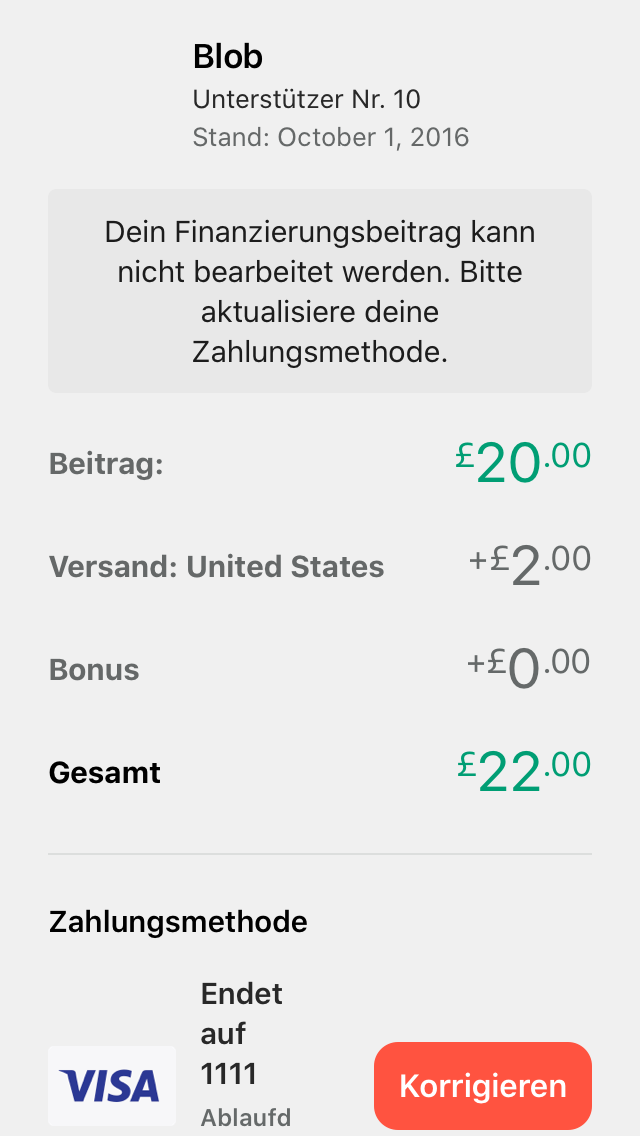 Blob
Unterstützer Nr. 10
Stand: October 1, 2016
Dein Finanzierungsbeitrag kann
nicht bearbeitet werden. Bitte
aktualisiere deine
Zahlungsmethode.
Beitrag: £20.00
Versand: United States +£2.00
Bonus +£0.00
Gesamt £22.00
Zahlungsmethode
Endet
auf
1111
VISA
Korrigieren
Ablaufd